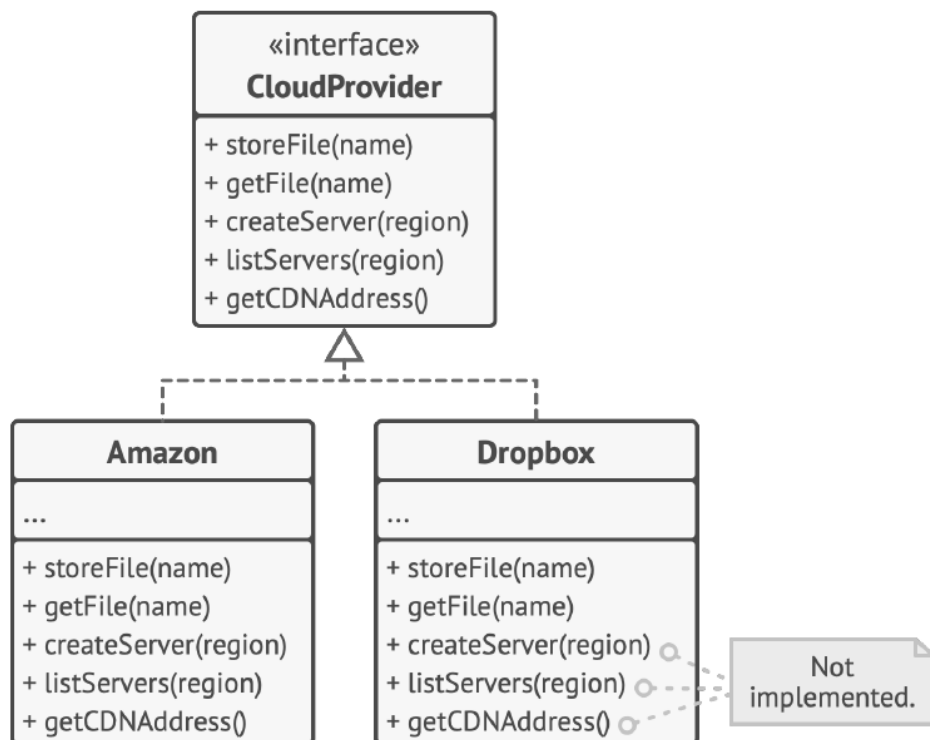 «interface»
CloudProvider
+ storeFile(name)
+ getFile(name)
+ createServer(region)
+ listServers(region)
+ getCDNAddress()
Amazon
...
+ storeFile(name)
+ getFile(name)
+ createServer(region)
+ listServers(region)
+ getCDNAddress()
Dropbox
...
+ storeFile(name)
+ getFile(name)
+ createServer(region)
+ listServers(region)
+ getCDNAddress()
Not
implemented.